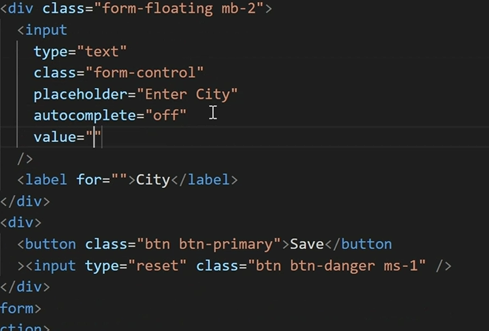 <div class="form-floating mb-2">
<input
type="text"
class="form-control"
placeholder="Enter City"
autocomplete="off"
value=""
/>
<label for="">City</label>
</div>
<div>
<button class="btn btn-primary">Save</button
><input type="reset" class="btn btn-danger ms-1" />
</div>
form>
ction>